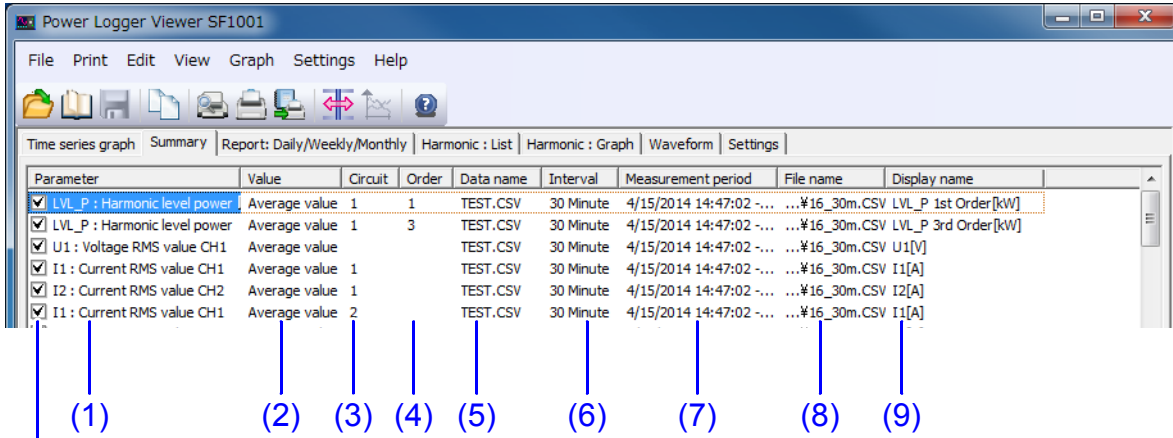 Power Logger Viewer SF1001
File Print Edit View Graph Settings Help
Time series graph Summary Report: Daily/Weekly/Monthly Harmonic : List Harmonic : Graph Waveform Settings
Parameter Value Circuit Order Data name Interval Measurement period File name Display name
LVL_P : Harmonic level power Average value 1 1 TEST.CSV 30 Minute 4/15/2014 14:47:02 -... ...¥16_30m.CSV LVL_P 1st Order[kW]
LVL_P : Harmonic level power Average value 1 3 TEST.CSV 30 Minute 4/15/2014 14:47:02 -... ...¥16_30m.CSV LVL_P 3rd Order[kW]
U1 : Voltage RMS value CH1 Average value TEST.CSV 30 Minute 4/15/2014 14:47:02 -... ...¥16_30m.CSV U1[V]
I1 : Current RMS value CH1 Average value 1 TEST.CSV 30 Minute 4/15/2014 14:47:02 -... ...¥16_30m.CSV I1[A]
I2 : Current RMS value CH2 Average value 1 TEST.CSV 30 Minute 4/15/2014 14:47:02 -... ...¥16_30m.CSV I2[A]
I1 : Current RMS value CH1 Average value 2 TEST.CSV 30 Minute 4/15/2014 14:47:02 -... ...¥16_30m.CSV I1[A]
(1) (2) (3) (4) (5) (6) (7) (8) (9)